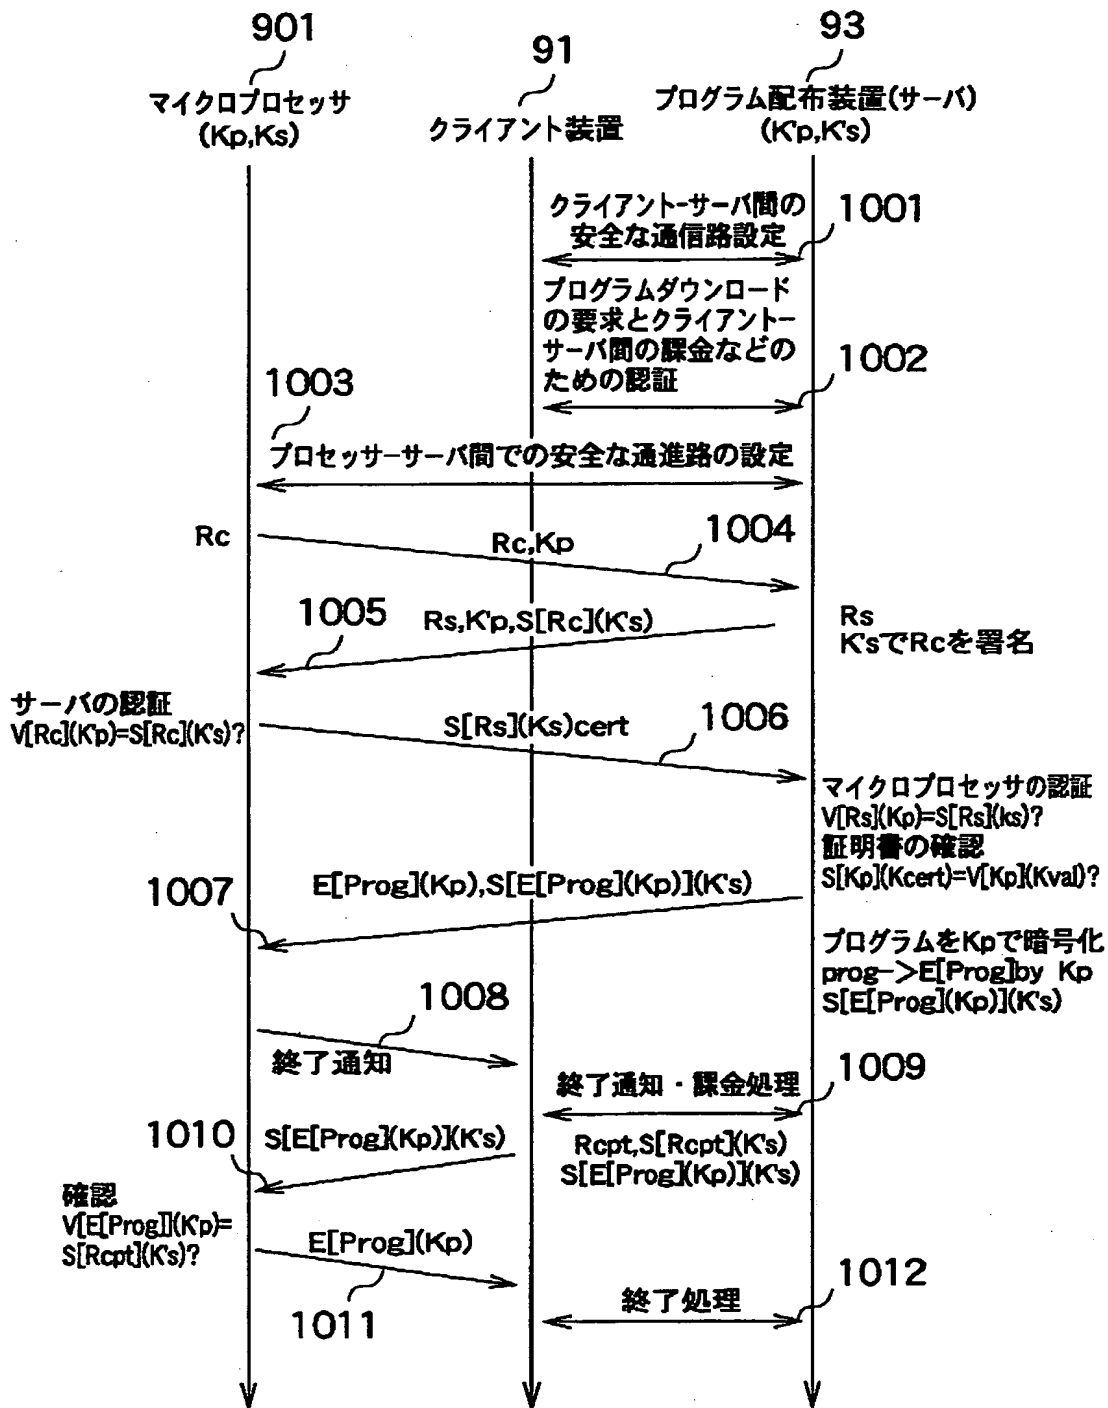 901
マイクロプロセッサ
(Kp,Ks)
91
クライアント装置
93
プログラム配布装置(サーバ)
(K'p,K's)
クライアント-サーバ間の
安全な通信路設定
1001
プログラムダウンロード
の要求とクライアント-
サーバ間の課金などの
ための認証
1002
1003
プロセッサ-サーバ間での安全な通進路の設定
Rc
Rc,Kp
1004
1005
Rs,K'p,S[Rc](K's)
Rs
K'sでRcを署名
サーバの認証
V[Rc](K'p)=S[Rc](K's)?
S[Rs](Ks)cert
1006
マイクロプロセッサの認証
V[Rs](Kp)=S[Rs](ks)?
証明書の確認
S[Kp](Kcert)=V[Kp](Kval)?
1007
E[Prog](Kp),S[E[Prog](Kp)](K's)
プログラムをKpで暗号化
prog->E[Prog]by Kp
S[E[Prog](Kp)](K's)
1008
終了通知
終了通知・課金処理
1009
1010
S[E[Prog](Kp)](K's)
Rcpt,S[Rcpt](K's)
S[E[Prog](Kp)](K's)
確認
V[E[Prog]](K'p)=
S[Rcpt](K's)?
E[Prog](Kp)
1011
終了処理
1012